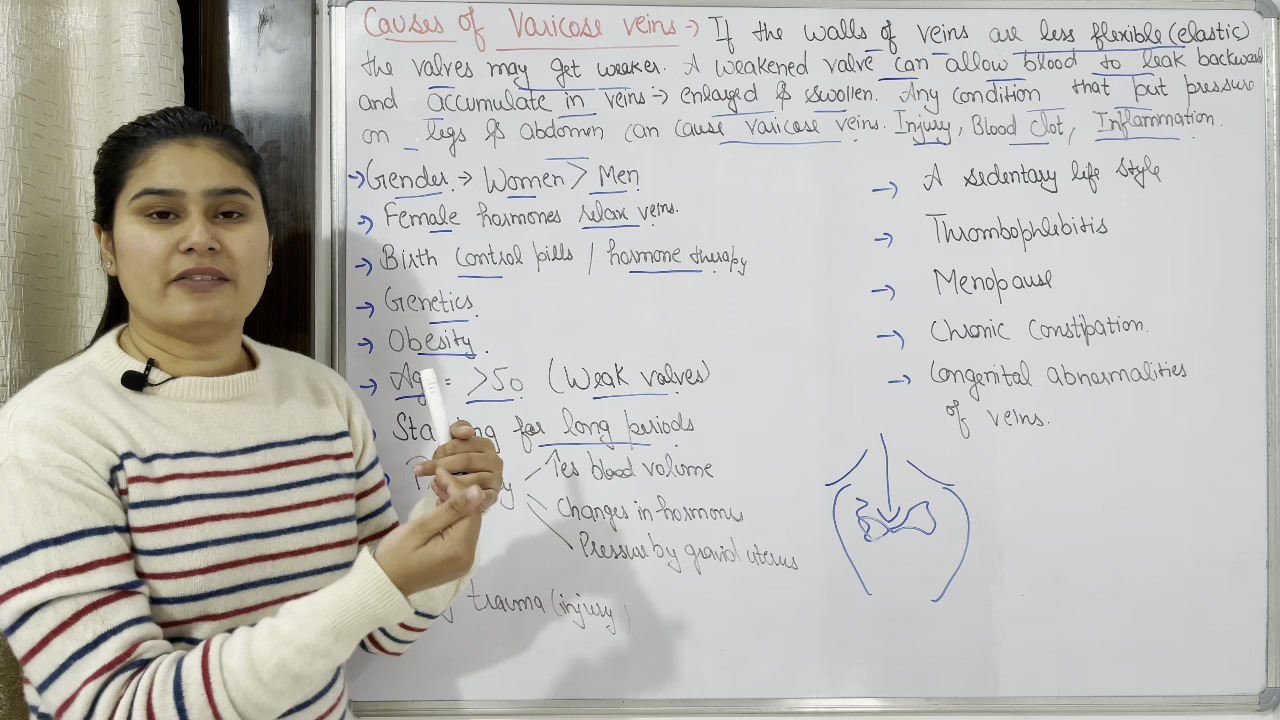 Causes of Varicose veins → If the walls of veins are less flexible (elastic)
the valves may get weaker. A weakened valve can allow blood to leak backward
and accumulate in veins → enlarged & swollen. Any condition that put pressure
on legs & abdomen can cause varicose veins. Injury, Blood clot, Inflammation.
→ Gender. → Women > Men
→ Female hormones relax veins.
→ Birth control pills / hormone therapy
→ Genetics.
→ Obesity.
→ Age = >50 (Weak valves)
for long periods
↑es blood volume
Changes in hormone
Pressure by gravid uterus
trauma (injury)
→ A sedentary life style
→ Thrombophlebitis
→ Menopause
→ Chronic Constipation.
→ Congenital Abnormalities
of veins.